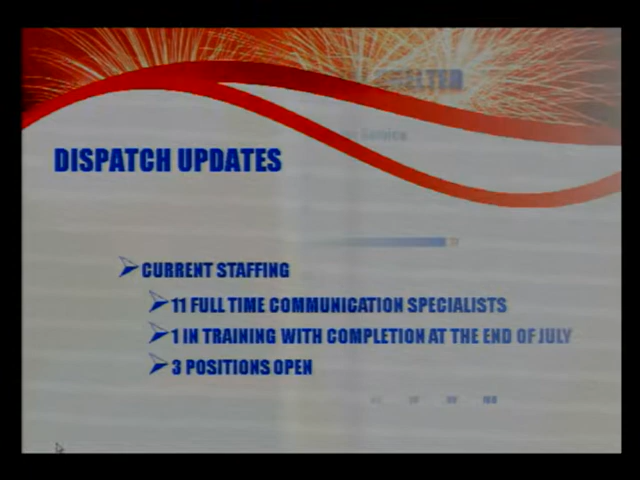 DISPATCH UPDATES
CURRENT STAFFING
11 FULL TIME COMMUNICATION SPECIALISTS
1 IN TRAINING WITH COMPLETION AT THE END OF JULY
3 POSITIONS OPEN